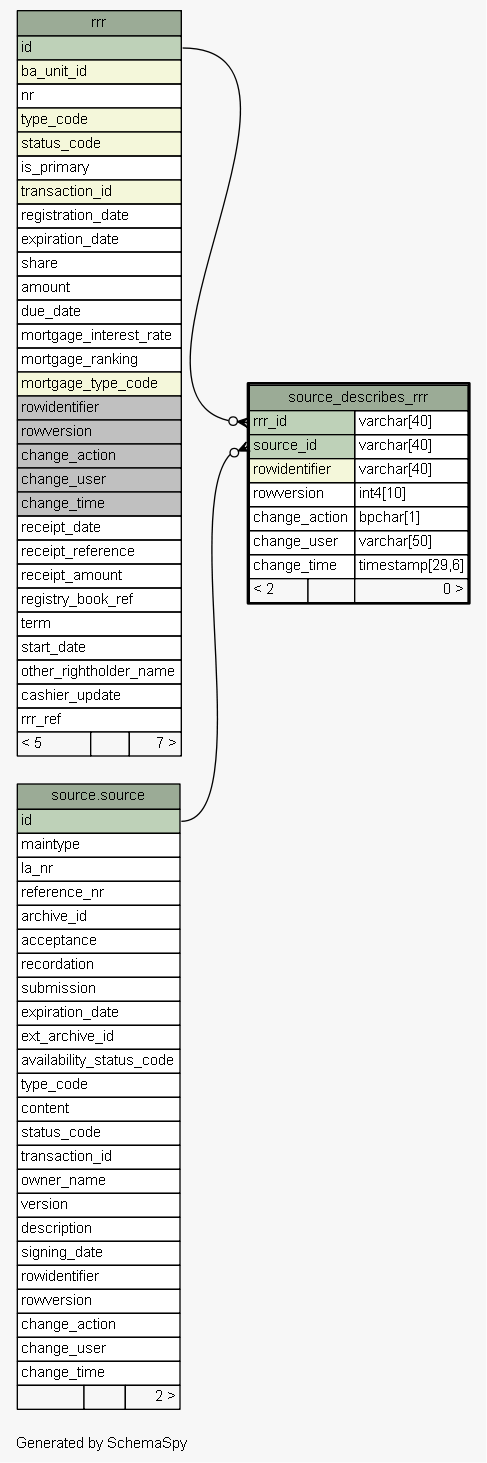 rrr
id
ba_unit_id
nr
type_code
status_code
is_primary
transaction_id
registration_date
expiration_date
share
amount
due_date
mortgage_interest_rate
mortgage_ranking
mortgage_type_code
rowidentifier
rowversion
change_action
change_user
change_time
receipt_date
receipt_reference
receipt_amount
registry_book_ref
term
start_date
other_rightholder_name
cashier_update
rrr_ref
< 5 7 >
source_describes_rrr
rrr_id varchar[40]
source_id varchar[40]
rowidentifier varchar[40]
rowversion int4[10]
change_action bpchar[1]
change_user varchar[50]
change_time timestamp[29,6]
< 2 0 >
source.source
id
maintype
la_nr
reference_nr
archive_id
acceptance
recordation
submission
expiration_date
ext_archive_id
availability_status_code
type_code
content
status_code
transaction_id
owner_name
version
description
signing_date
rowidentifier
rowversion
change_action
change_user
change_time
2 >
Generated by SchemaSpy